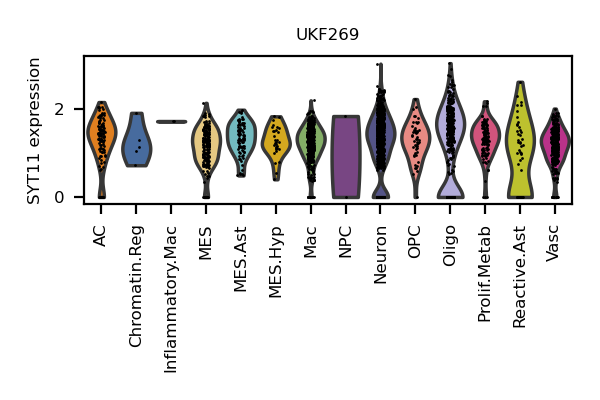 UKF269
SYT11 expression
2
0
AC
Chromatin.Reg
Inflammatory.Mac
MES
MES.Ast
MES.Hyp
Mac
NPC
Neuron
OPC
Oligo
Prolif.Metab
Reactive.Ast
Vasc